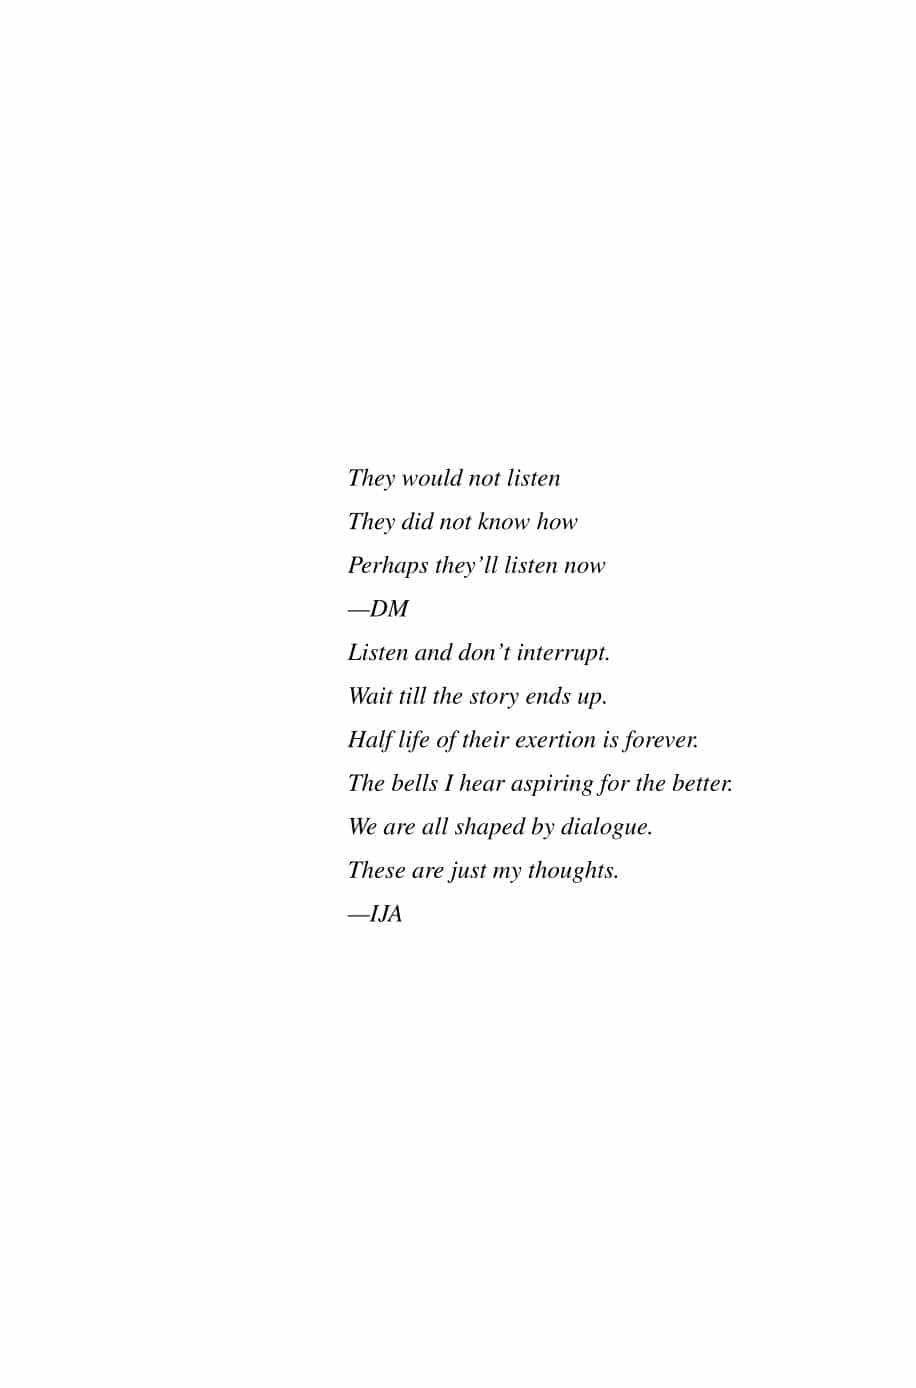 They would not listen
They did not know how
Perhaps they’ll listen now
—DM
Listen and don’t interrupt.
Wait till the story ends up.
Half life of their exertion is forever.
The bells I hear aspiring for the better.
We are all shaped by dialogue.
These are just my thoughts.
—IJA